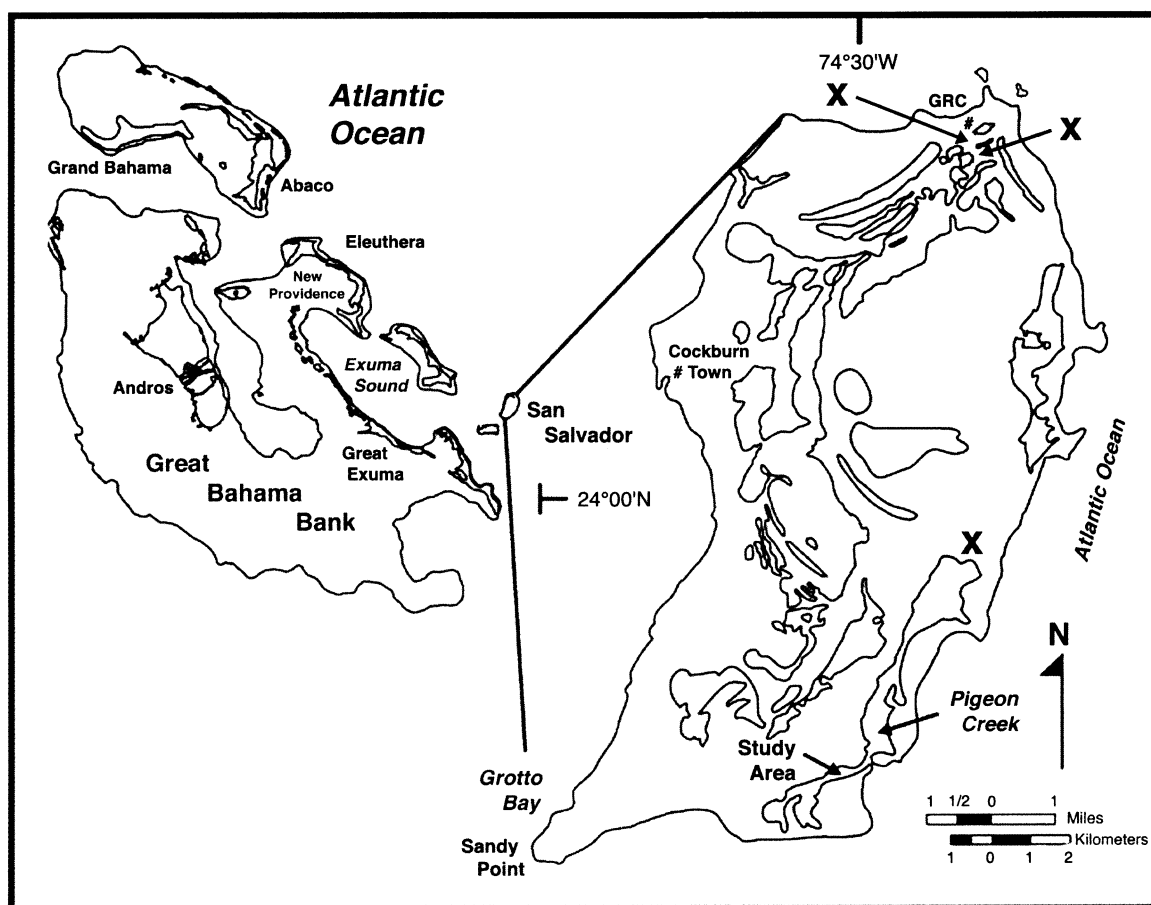 Atlantic
Ocean
Grand Bahama
Abaco
Eleuthera
New
Providence
Exuma
Sound
Andros
San
Salvador
Great
Exuma
Great
Bahama
Bank
24°00'N
74°30'W
X
GRC
#
X
Cockburn
# Town
Atlantic Ocean
X
N
Pigeon
Creek
Study
Area
Grotto
Bay
Sandy
Point
1 1/2 0 1
Miles
Kilometers
1 0 1 2